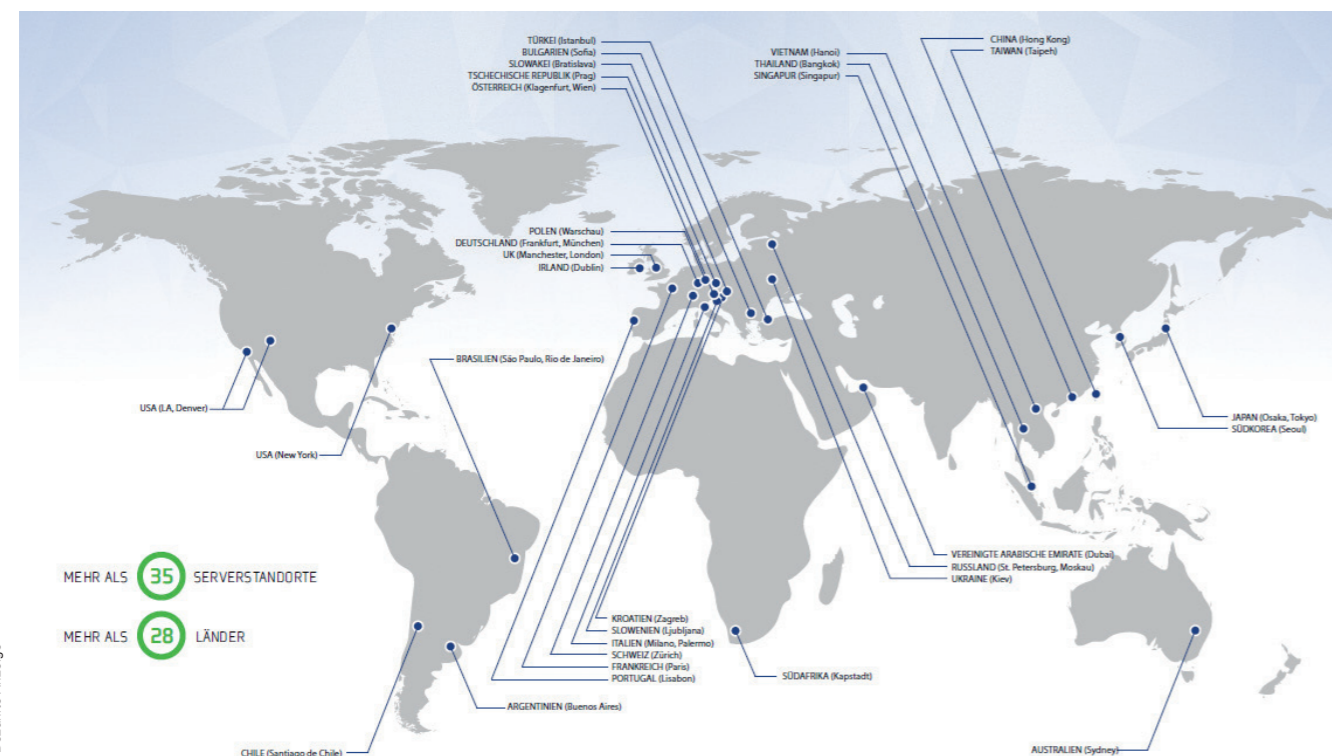 TÜRKEI (Istanbul)
BULGARIEN (Sofia)
SLOWAKEI (Bratislava)
TSCHECHISCHE REPUBLIK (Prag)
ÖSTERREICH (Klagenfurt, Wien)
VIETNAM (Hanoi)
THAILAND (Bangkok)
SINGAPUR (Singapur)
CHINA (Hong Kong)
TAIWAN (Taipeh)
POLEN (Warschau)
DEUTSCHLAND (Frankfurt, München)
UK (Manchester, London)
IRLAND (Dublin)
BRASILIEN (São Paulo, Rio de Janeiro)
USA (LA, Denver)
USA (New York)
JAPAN (Osaka, Tokyo)
SÜDKOREA (Seoul)
VEREINIGTE ARABISCHE EMIRATE (Dubai)
RUSSLAND (St. Petersburg, Moskau)
UKRAINE (Kiev)
MEHR ALS 35 SERVERSTANDORTE
MEHR ALS 28 LÄNDER
KROATIEN (Zagreb)
SLOWENIEN (Ljubljana)
ITALIEN (Milano, Palermo)
SCHWEIZ (Zürich)
FRANKREICH (Paris)
PORTUGAL (Lisabon)
SÜDAFRIKA (Kapstadt)
ARGENTINIEN (Buenos Aires)
CHILE (Santiago de Chile)
AUSTRALIEN (Sydney)